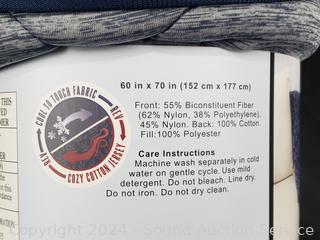 60 in x 70 in (152 cm x 177 cm)
Front: 55% Biconstituent Fiber
(62% Nylon, 38% Polyethylene),
45% Nylon. Back: 100% Cotton.
Fill:100% Polyester
Care Instructions
Machine wash separately in cold
water on gentle cycle. Use mild
detergent. Do not bleach. Line dry.
Do not iron. Do not dry clean.
COOL TO TOUCH FABRIC
REV
COZY COTTON JERSEY
REV
THIS
Copyright 2024 - Sound Auction Service